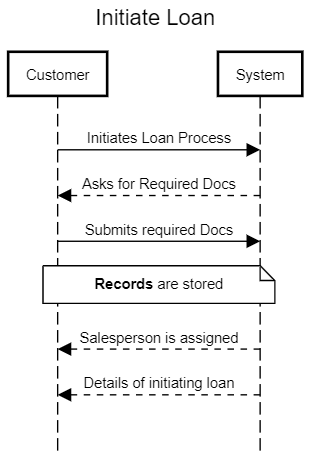 Initiate Loan
Customer
System
Initiates Loan Process
Asks for Required Docs
Submits required Docs
Records are stored
Salesperson is assigned
Details of initiating loan